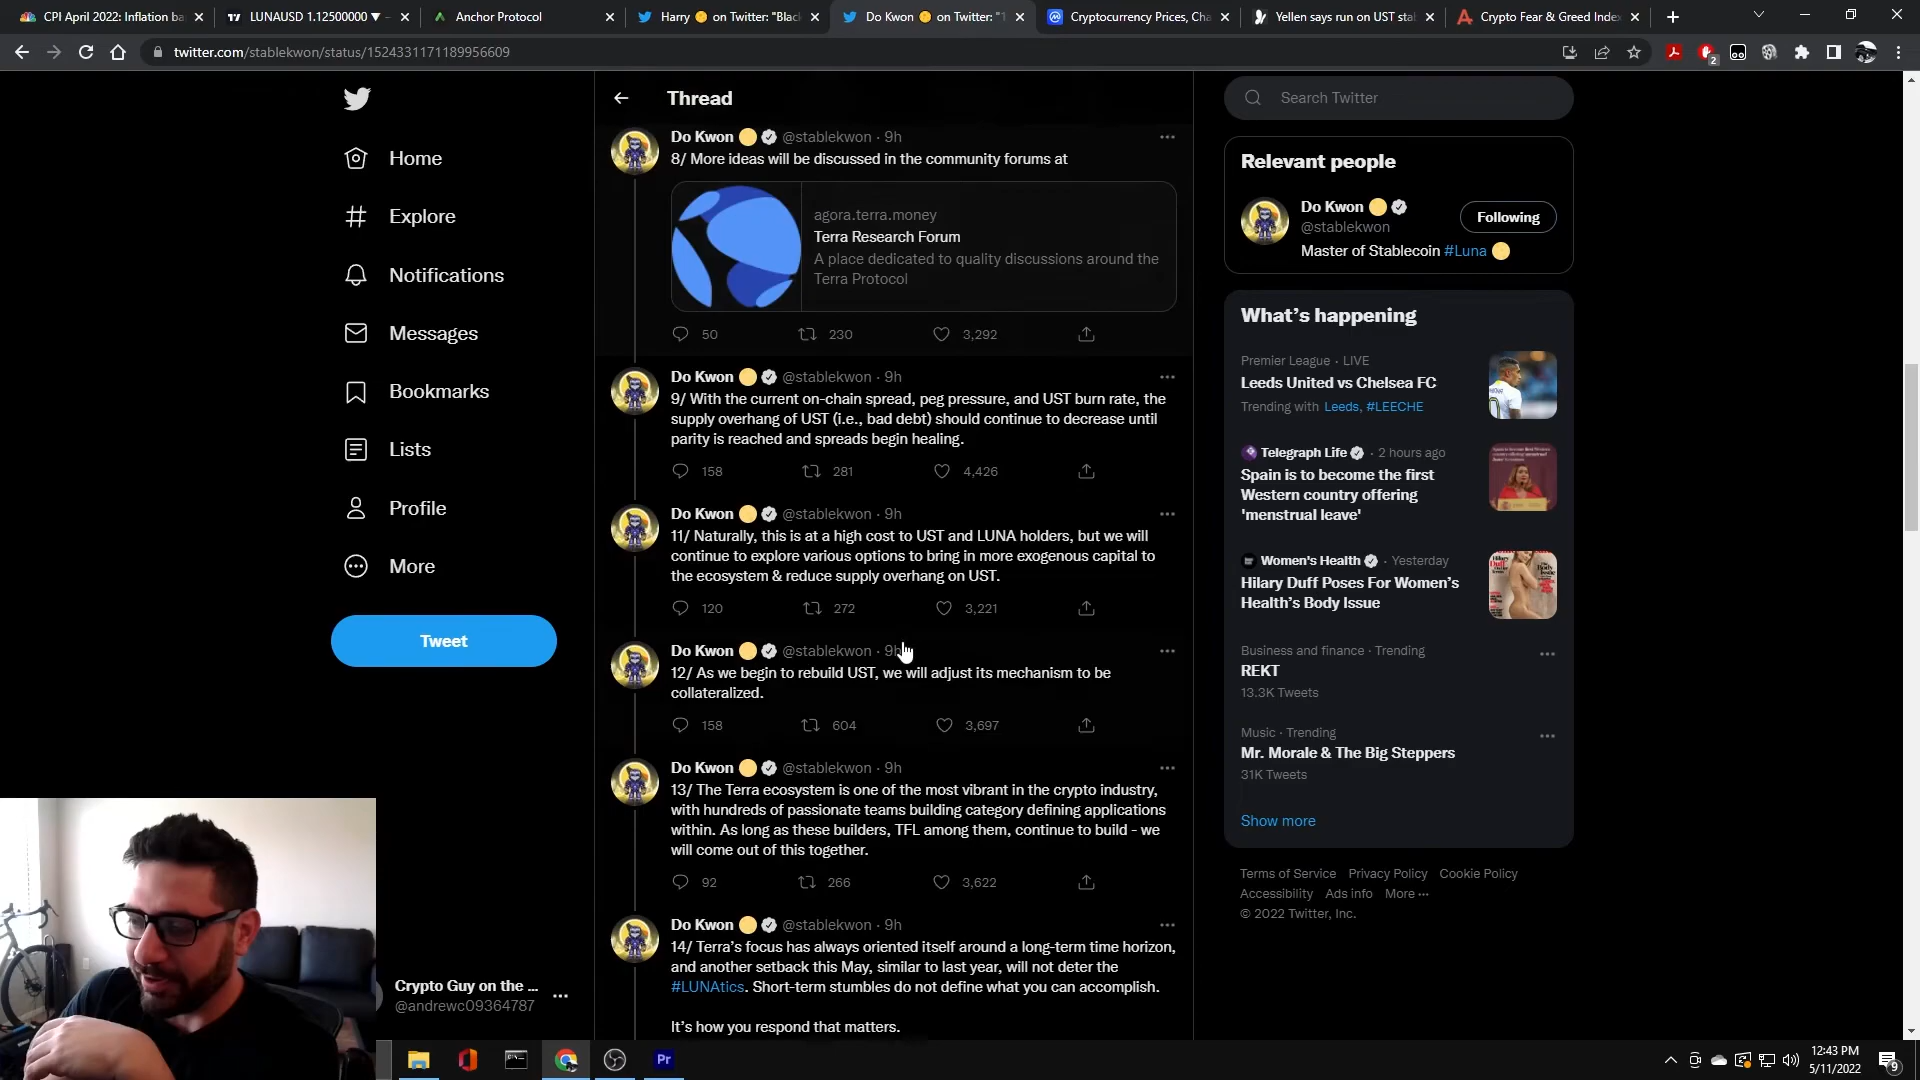 CPI April 2022: Inflation ba
LUNAUSD 1.12500000 ▼
Anchor Protocol
Harry on Twitter: "Black
Do Kwon on Twitter: "1
Cryptocurrency Prices, Cha
Yellen says run on UST stab
Crypto Fear & Greed Index
twitter.com/stablekwon/status/1524331171189956609
2
Home
Explore
Notifications
Messages
Bookmarks
Lists
Profile
More
Tweet
Crypto Guy on the ...
@andrewc09364787
Thread
Do Kwon @stablekwon · 9h
8/ More ideas will be discussed in the community forums at
agora.terra.money
Terra Research Forum
A place dedicated to quality discussions around the
Terra Protocol
50 230 3,292
Do Kwon @stablekwon · 9h
9/ With the current on-chain spread, peg pressure, and UST burn rate, the
supply overhang of UST (i.e., bad debt) should continue to decrease until
parity is reached and spreads begin healing.
158 281 4,426
Do Kwon @stablekwon · 9h
11/ Naturally, this is at a high cost to UST and LUNA holders, but we will
continue to explore various options to bring in more exogenous capital to
the ecosystem & reduce supply overhang on UST.
120 272 3,221
Do Kwon @stablekwon · 9h
12/ As we begin to rebuild UST, we will adjust its mechanism to be
collateralized.
158 604 3,697
Do Kwon @stablekwon · 9h
13/ The Terra ecosystem is one of the most vibrant in the crypto industry,
with hundreds of passionate teams building category defining applications
within. As long as these builders, TFL among them, continue to build - we
will come out of this together.
92 266 3,622
Do Kwon @stablekwon · 9h
14/ Terra's focus has always oriented itself around a long-term time horizon,
and another setback this May, similar to last year, will not deter the
#LUNAtics. Short-term stumbles do not define what you can accomplish.
It's how you respond that matters.
Search Twitter
Relevant people
Do Kwon
@stablekwon
Following
Master of Stablecoin #Luna
What's happening
Premier League · LIVE
Leeds United vs Chelsea FC
Trending with Leeds, #LEECHE
Telegraph Life · 2 hours ago
Spain is to become the first
Western country offering
'menstrual leave'
Women's Health · Yesterday
Hilary Duff Poses For Women's
Health's Body Issue
Business and finance · Trending
REKT
13.3K Tweets
Music · Trending
Mr. Morale & The Big Steppers
31K Tweets
Show more
Terms of Service Privacy Policy Cookie Policy
Accessibility Ads info More ···
© 2022 Twitter, Inc.
Pr
12:43 PM
5/11/2022
9